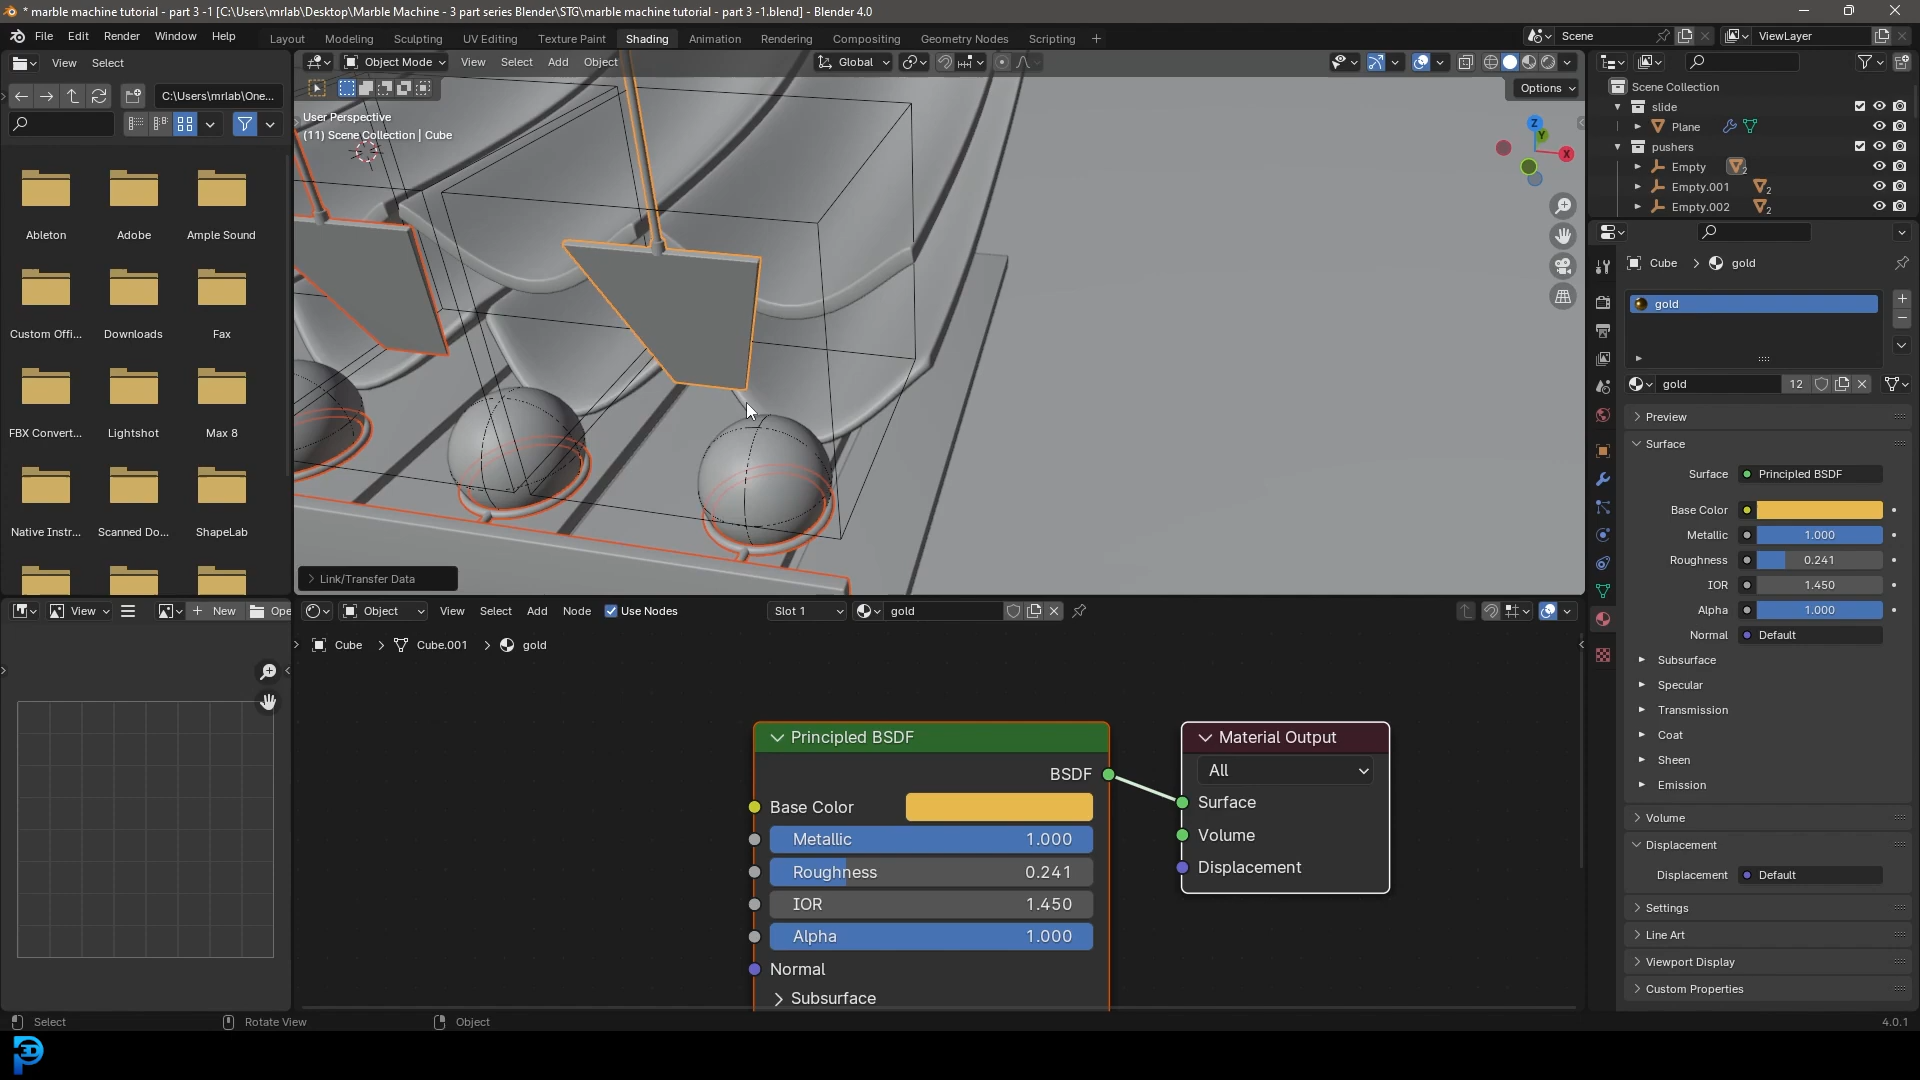 * marble machine tutorial - part 3 -1 [C:\Users\mrlab\Desktop\Marble Machine - 3 part series Blender\STG\marble machine tutorial - part 3 -1.blend] - Blender 4.0
File Edit Render Window Help
Layout Modeling Sculpting UV Editing Texture Paint Shading Animation Rendering Compositing Geometry Nodes Scripting +
Scene
ViewLayer
View Select
C:\Users\mrlab\One...
Ableton Adobe Ample Sound
Custom Offi... Downloads Fax
FBX Convert... Lightshot Max 8
Native Instr... Scanned Do... ShapeLab
Object Mode View Select Add Object Global
Options
User Perspective
(11) Scene Collection | Cube
Z
Y
X
Link/Transfer Data
Scene Collection
slide
Plane
pushers
Empty 2
Empty.001 2
Empty.002 2
Cube > gold
gold
gold 12
Preview
Surface
Surface Principled BSDF
Base Color
Metallic 1.000
Roughness 0.241
IOR 1.450
Alpha 1.000
Normal Default
Subsurface
Specular
Transmission
Coat
Sheen
Emission
Volume
Displacement
Displacement Default
Settings
Line Art
Viewport Display
Custom Properties
View + New Ope
Object View Select Add Node Use Nodes Slot 1 gold
Cube > Cube.001 > gold
Principled BSDF
BSDF
Base Color
Metallic 1.000
Roughness 0.241
IOR 1.450
Alpha 1.000
Normal
Subsurface
Material Output
All
Surface
Volume
Displacement
Select Rotate View Object 4.0.1